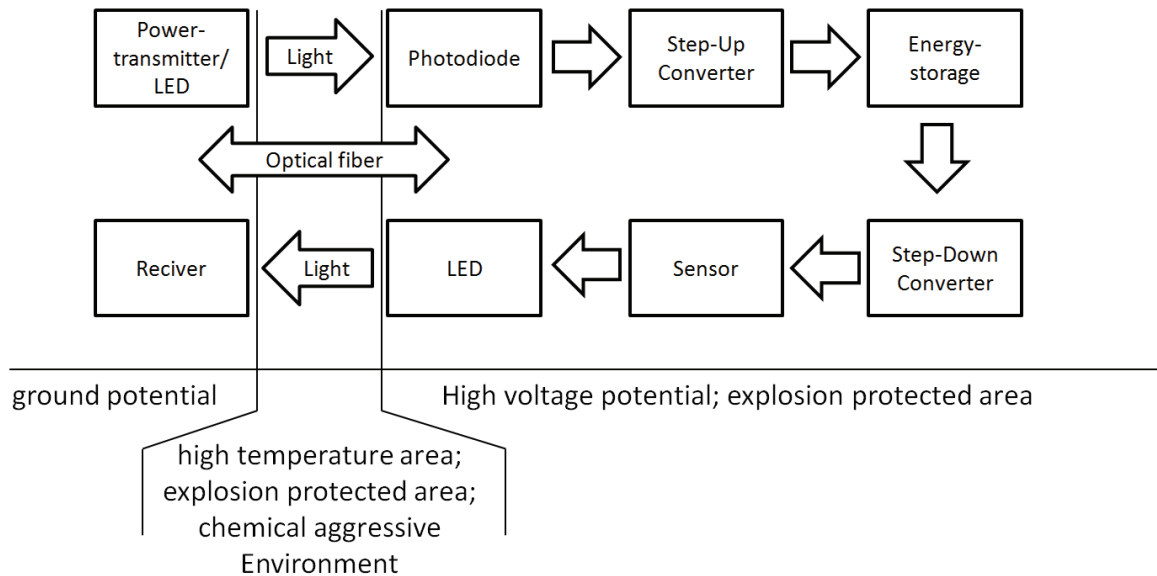 Power-
transmitter/
LED
Light
Photodiode
Step-Up
Converter
Energy-
storage
Optical fiber
Reciver
Light
LED
Sensor
Step-Down
Converter
ground potential
High voltage potential; explosion protected area
high temperature area;
explosion protected area;
chemical aggressive
Environment